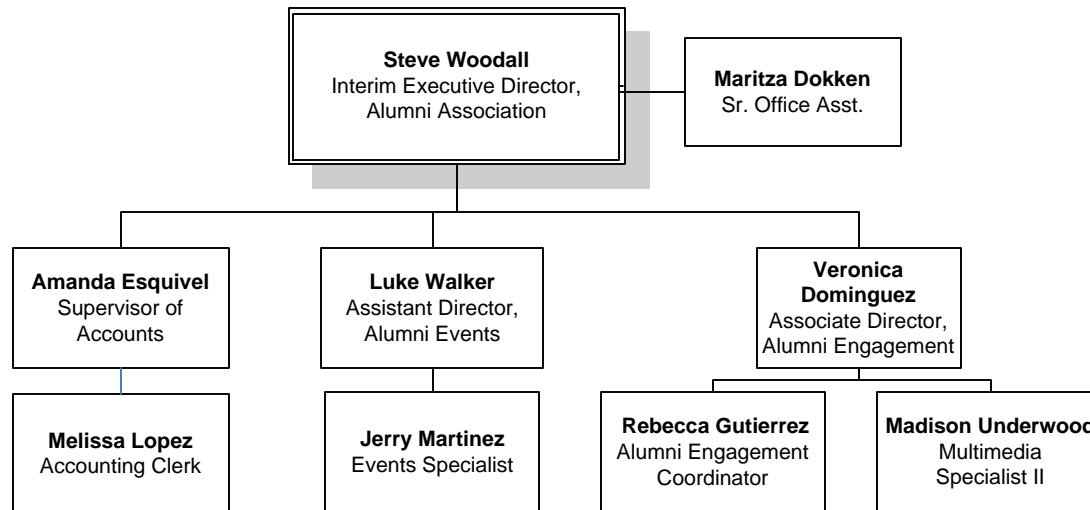 Steve Woodall
Interim Executive Director,
Alumni Association
Maritza Dokken
Sr. Office Asst.
Amanda Esquivel
Supervisor of
Accounts
Luke Walker
Assistant Director,
Alumni Events
Veronica
Dominguez
Associate Director,
Alumni Engagement
Melissa Lopez
Accounting Clerk
Jerry Martinez
Events Specialist
Rebecca Gutierrez
Alumni Engagement
Coordinator
Madison Underwood
Multimedia
Specialist II